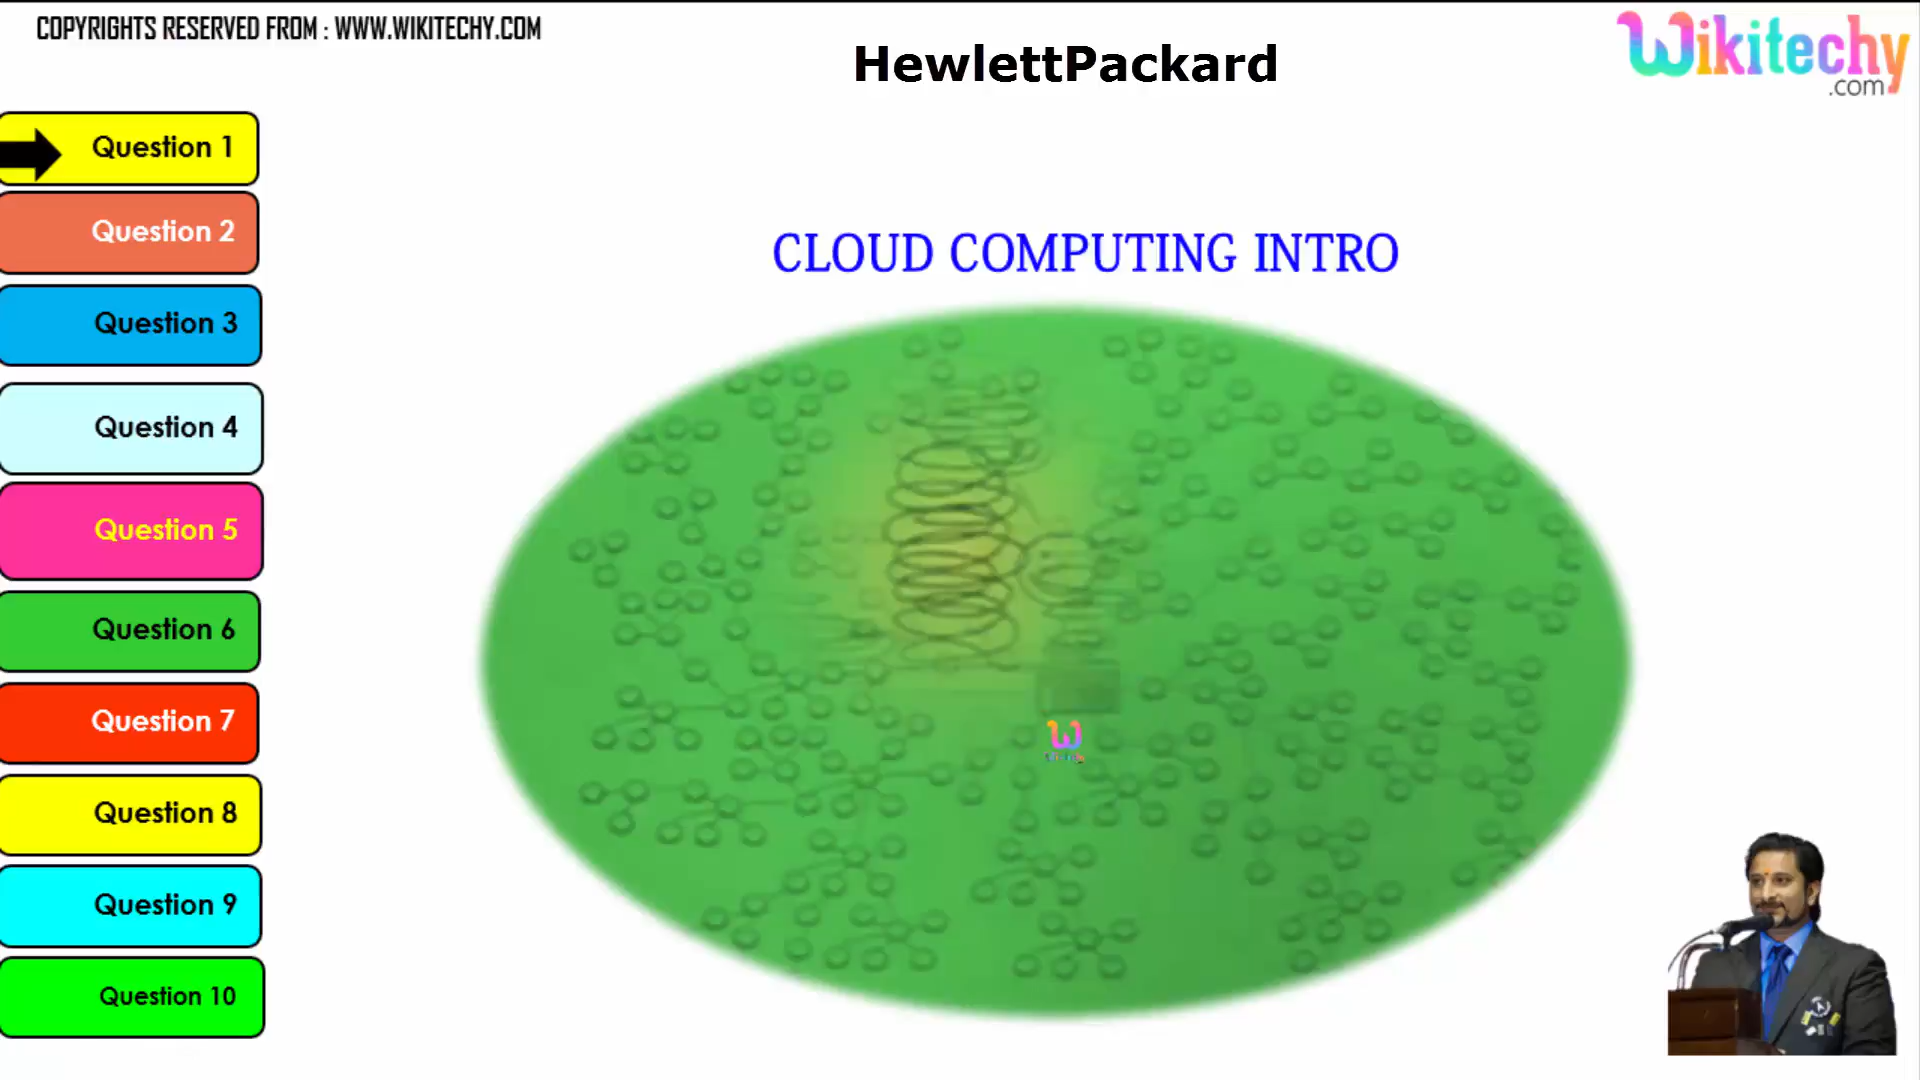 COPYRIGHTS RESERVED FROM : WWW.WIKITECHY.COM
HewlettPackard
Wikitechy
.com
Question 1
Question 2
CLOUD COMPUTING INTRO
Question 3
Question 4
Question 5
Question 6
Question 7
Question 8
Question 9
Question 10